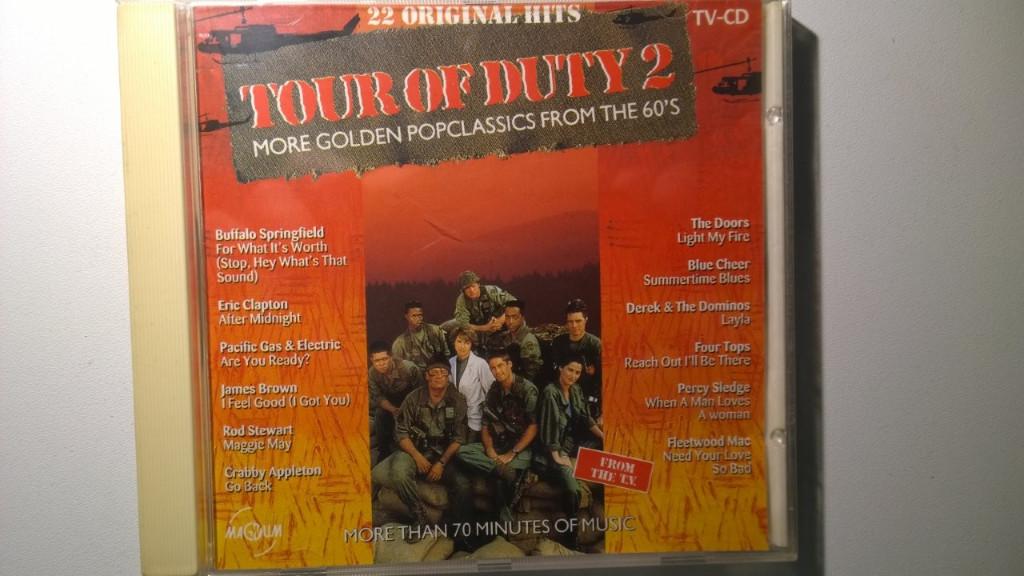 22 ORIGINAL HITS
TV-CD
TOUR OF DUTY 2
MORE GOLDEN POPCLASSICS FROM THE 60'S
Buffalo Springfield
For What It's Worth
(Stop, Hey What's That
Sound)
Eric Clapton
After Midnight
Pacific Gas & Electric
Are You Ready?
James Brown
I Feel Good (I Got You)
Rod Stewart
Maggie May
Crabby Appleton
Go Back
The Doors
Light My Fire
Blue Cheer
Summertime Blues
Derek & The Dominos
Layla
Four Tops
Reach Out I'll Be There
Percy Sledge
When A Man Loves
A woman
Fleetwood Mac
Need Your Love
So Bad
FROM
THE T.V.
MAGNUM
MORE THAN 70 MINUTES OF MUSIC